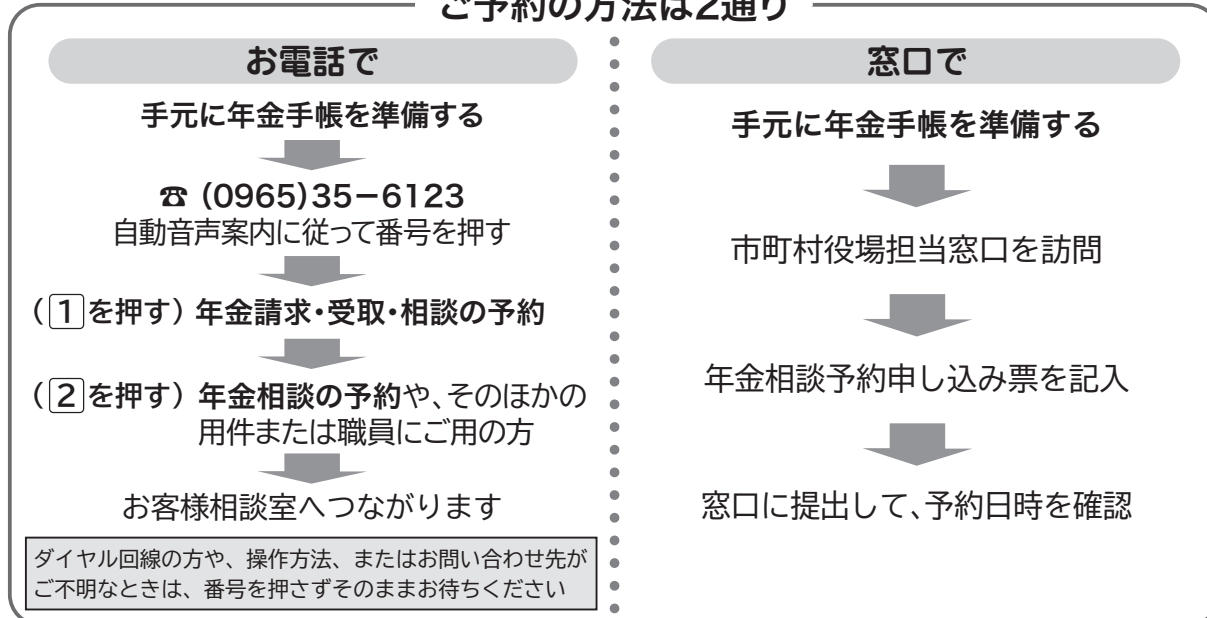 ご予約の方法は2通り
お電話で
手元に年金手帳を準備する
☎ (0965)35−6123
自動音声案内に従って番号を押す
(1を押す) 年金請求・受取・相談の予約
(2を押す) 年金相談の予約や、そのほかの
用件または職員にご用の方
お客様相談室へつながります
ダイヤル回線の方や、操作方法、またはお問い合わせ先が
ご不明なときは、番号を押さずそのままお待ちください
窓口で
手元に年金手帳を準備する
市町村役場担当窓口を訪問
年金相談予約申し込み票を記入
窓口に提出して、予約日時を確認